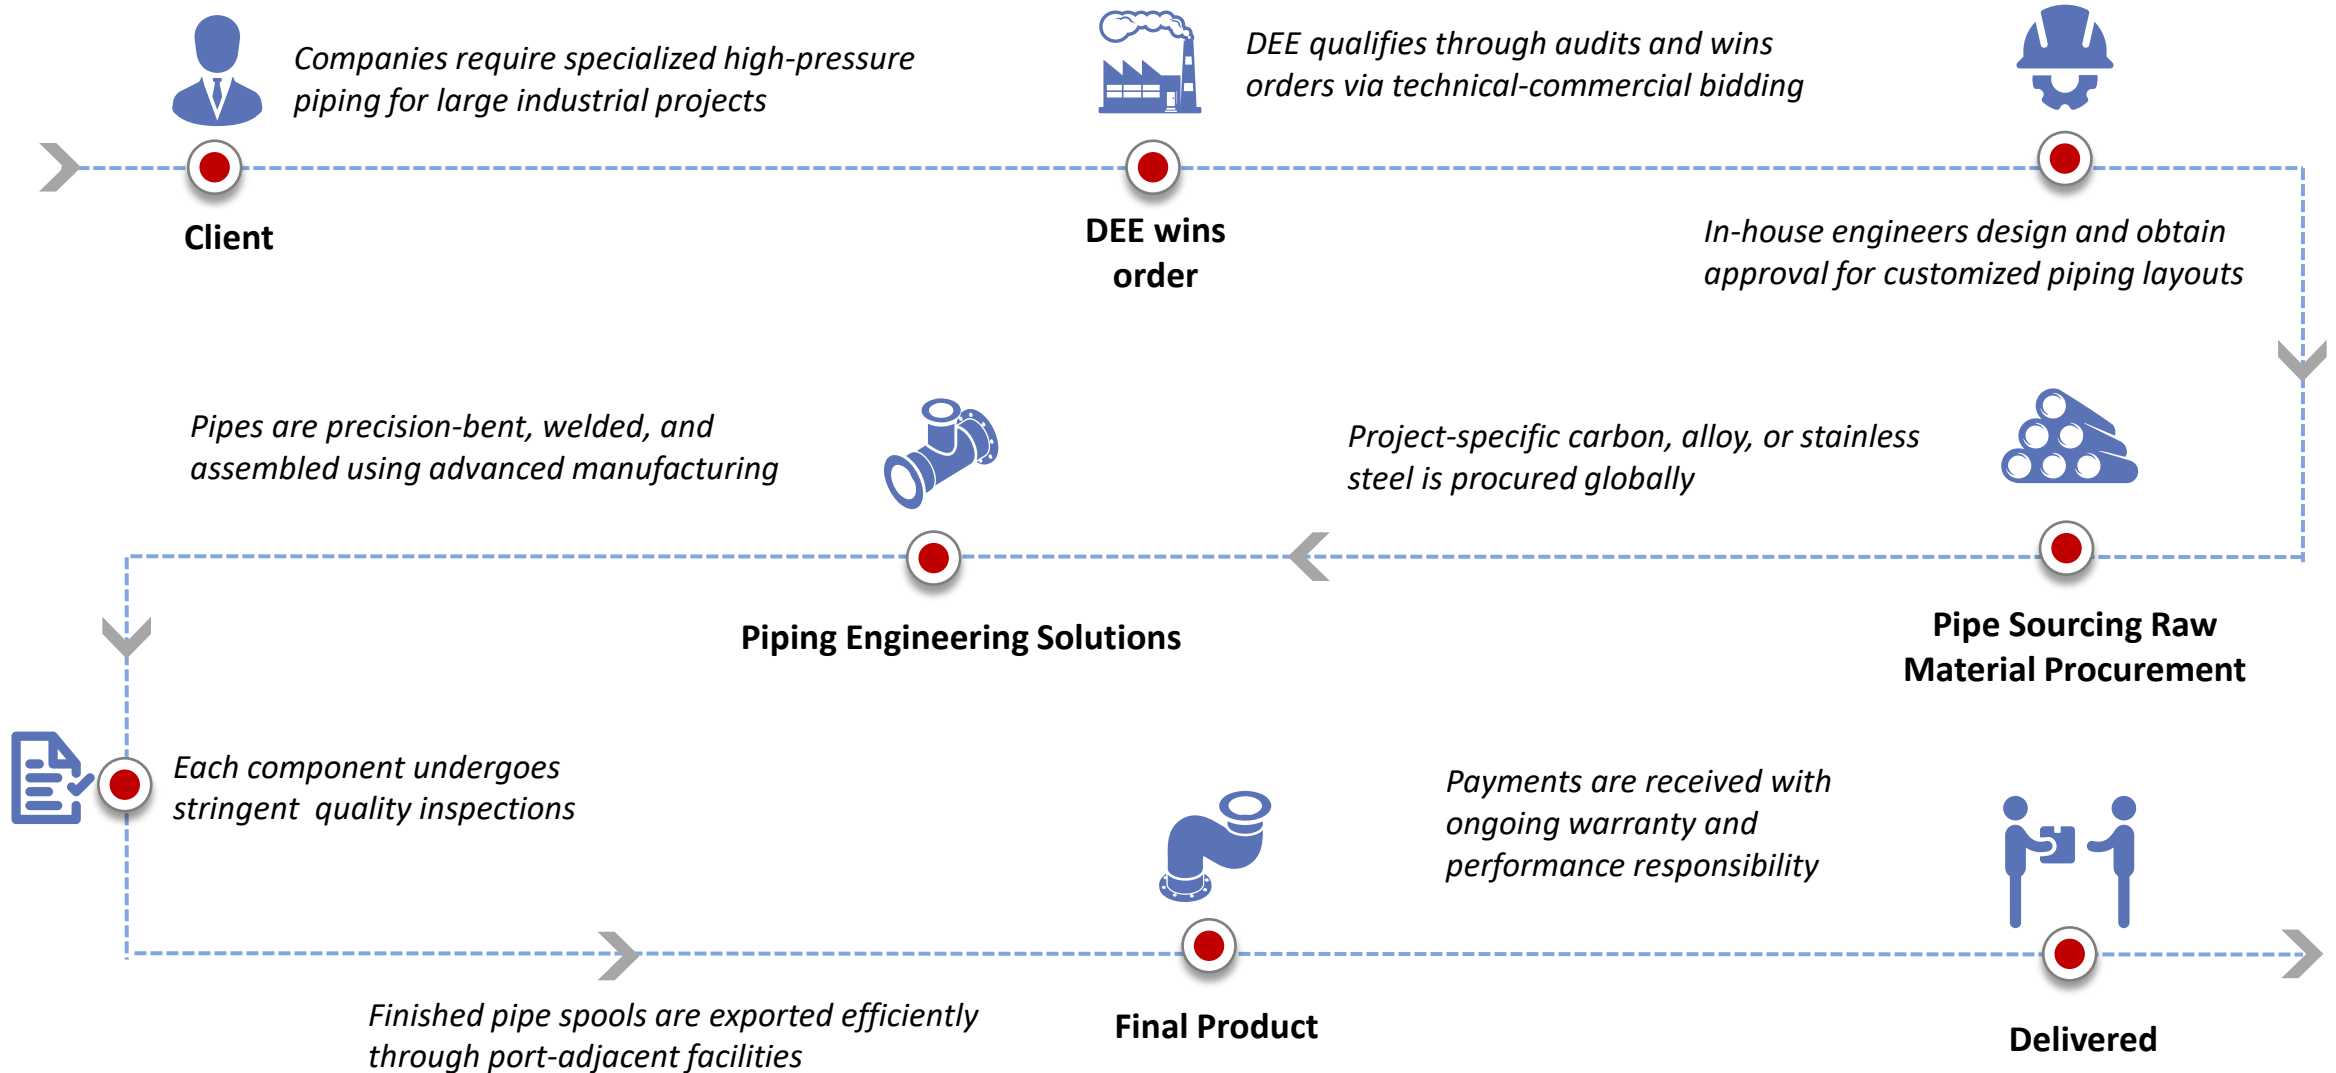 Companies require specialized high-pressure
piping for large industrial projects
Client
DEE qualifies through audits and wins
orders via technical-commercial bidding
DEE wins
order
In-house engineers design and obtain
approval for customized piping layouts
Project-specific carbon, alloy, or stainless
steel is procured globally
Pipe Sourcing Raw
Material Procurement
Pipes are precision-bent, welded, and
assembled using advanced manufacturing
Piping Engineering Solutions
Each component undergoes
stringent  quality inspections
Finished pipe spools are exported efficiently
through port-adjacent facilities
Final Product
Payments are received with
ongoing warranty and
performance responsibility
Delivered